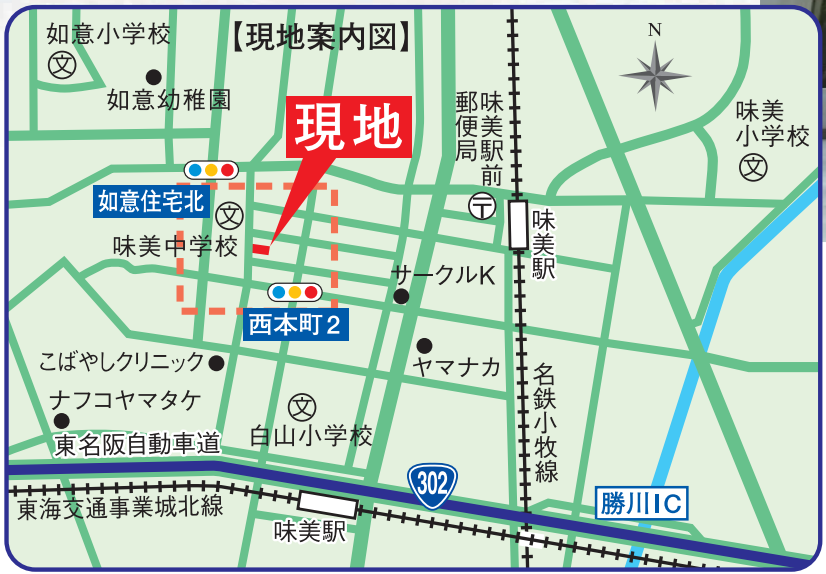 【現地案内図】
N
如意小学校
文
如意幼稚園
現地
味美駅前
郵便局
〒
味美
小学校
文
如意住宅北
文
味美中学校
味美駅
サークルK
西本町2
こばやしクリニック
ヤマナカ
ナフコヤマタケ
文
白山小学校
名鉄小牧線
東名阪自動車道
302
勝川IC
東海交通事業城北線
味美駅